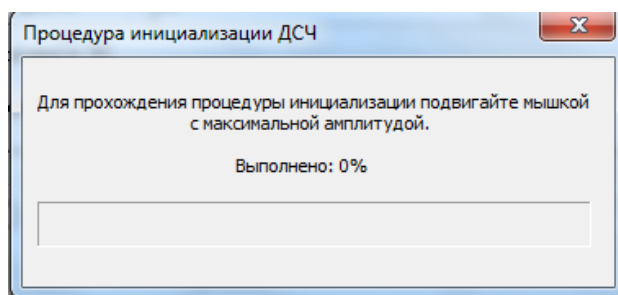 Процедура инициализации ДСЧ
Для прохождения процедуры инициализации подвигайте мышкой
с максимальной амплитудой.
Выполнено: 0%